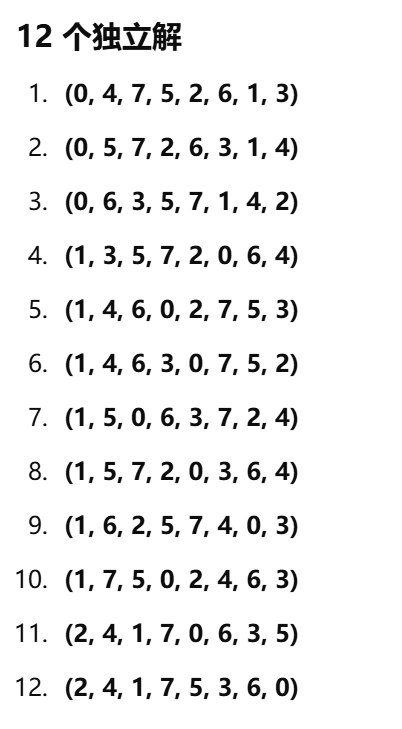 12 个独立解
1. (0, 4, 7, 5, 2, 6, 1, 3)
2. (0, 5, 7, 2, 6, 3, 1, 4)
3. (0, 6, 3, 5, 7, 1, 4, 2)
4. (1, 3, 5, 7, 2, 0, 6, 4)
5. (1, 4, 6, 0, 2, 7, 5, 3)
6. (1, 4, 6, 3, 0, 7, 5, 2)
7. (1, 5, 0, 6, 3, 7, 2, 4)
8. (1, 5, 7, 2, 0, 3, 6, 4)
9. (1, 6, 2, 5, 7, 4, 0, 3)
10. (1, 7, 5, 0, 2, 4, 6, 3)
11. (2, 4, 1, 7, 0, 6, 3, 5)
12. (2, 4, 1, 7, 5, 3, 6, 0)